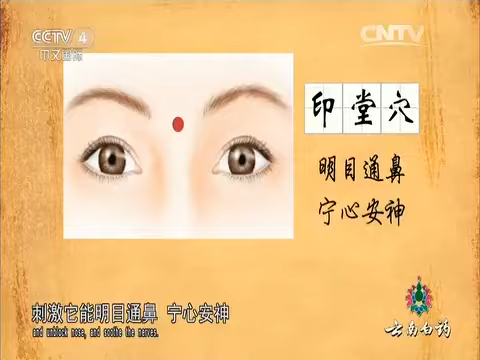 CCTV 4
中文国际
CNTV
印堂穴
明目通鼻
宁心安神
刺激它能明目通鼻 宁心安神
and unblock nose, and soothe the nerves.
云南白药